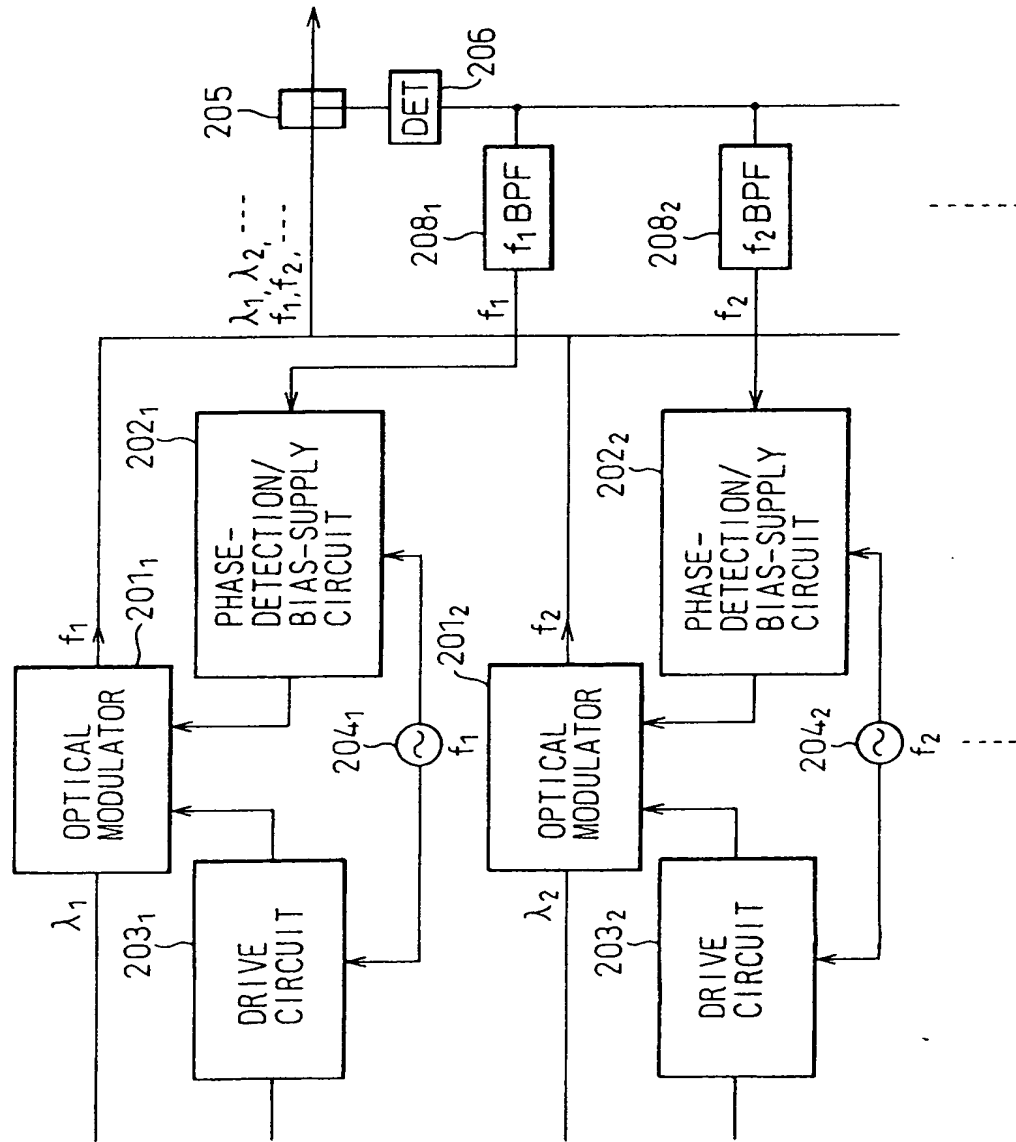 λ₁
OPTICAL
MODULATOR
f₁
201₁
203₁
DRIVE
CIRCUIT
204₁
f₁
202₁
PHASE-
DETECTION/
BIAS-SUPPLY
CIRCUIT
λ₁, λ₂, ---
f₁, f₂, ---
205
DET
206
208₁
f₁ BPF
f₁
λ₂
OPTICAL
MODULATOR
f₂
201₂
203₂
DRIVE
CIRCUIT
204₂
f₂
202₂
PHASE-
DETECTION/
BIAS-SUPPLY
CIRCUIT
208₂
f₂ BPF
f₂